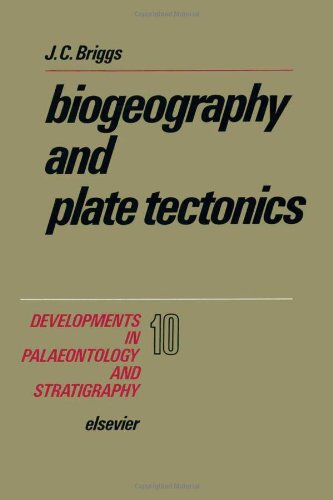 J.C. Briggs
biogeography
and
plate tectonics
DEVELOPMENTS
IN
PALAEONTOLOGY
AND
STRATIGRAPHY
10
elsevier